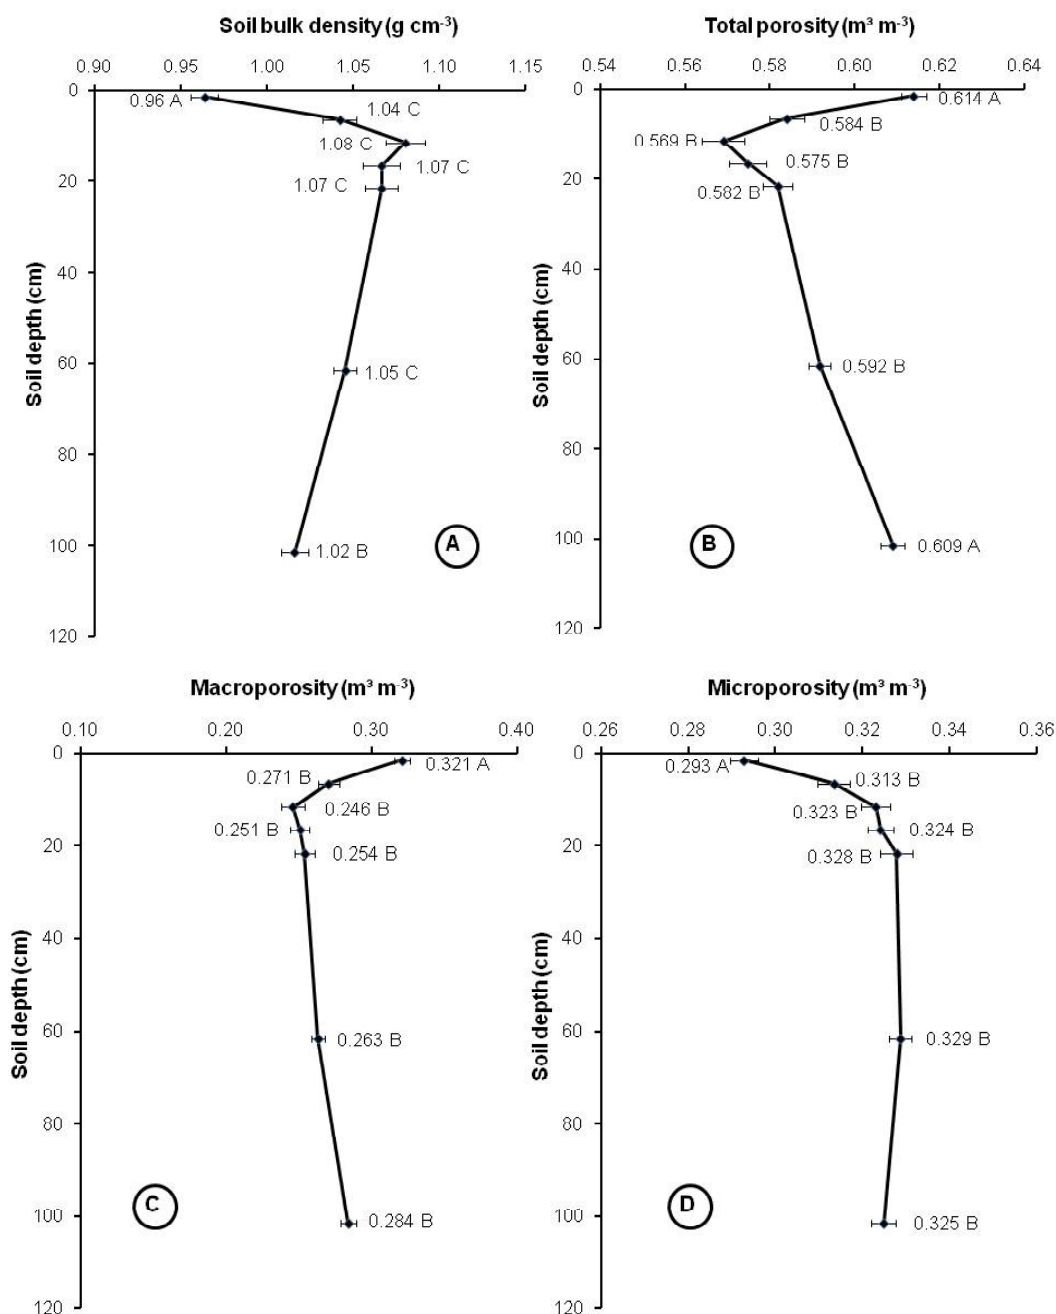 Soil bulk density (g cm⁻³)
0.90 0.95 1.00 1.05 1.10 1.15
0
20
40
60
80
100
120
Soil depth (cm)
0.96 A
1.04 C
1.08 C
1.07 C
1.07 C
1.05 C
1.02 B
A
Total porosity (m³ m⁻³)
0.54 0.56 0.58 0.60 0.62 0.64
0
20
40
60
80
100
120
Soil depth (cm)
0.614 A
0.584 B
0.569 B
0.575 B
0.582 B
0.592 B
0.609 A
B
Macroporosity (m³ m⁻³)
0.10 0.20 0.30 0.40
0
20
40
60
80
100
120
Soil depth (cm)
0.321 A
0.271 B
0.246 B
0.251 B
0.254 B
0.263 B
0.284 B
C
Microporosity (m³ m⁻³)
0.26 0.28 0.30 0.32 0.34 0.36
0
20
40
60
80
100
120
Soil depth (cm)
0.293 A
0.313 B
0.323 B
0.324 B
0.328 B
0.329 B
0.325 B
D